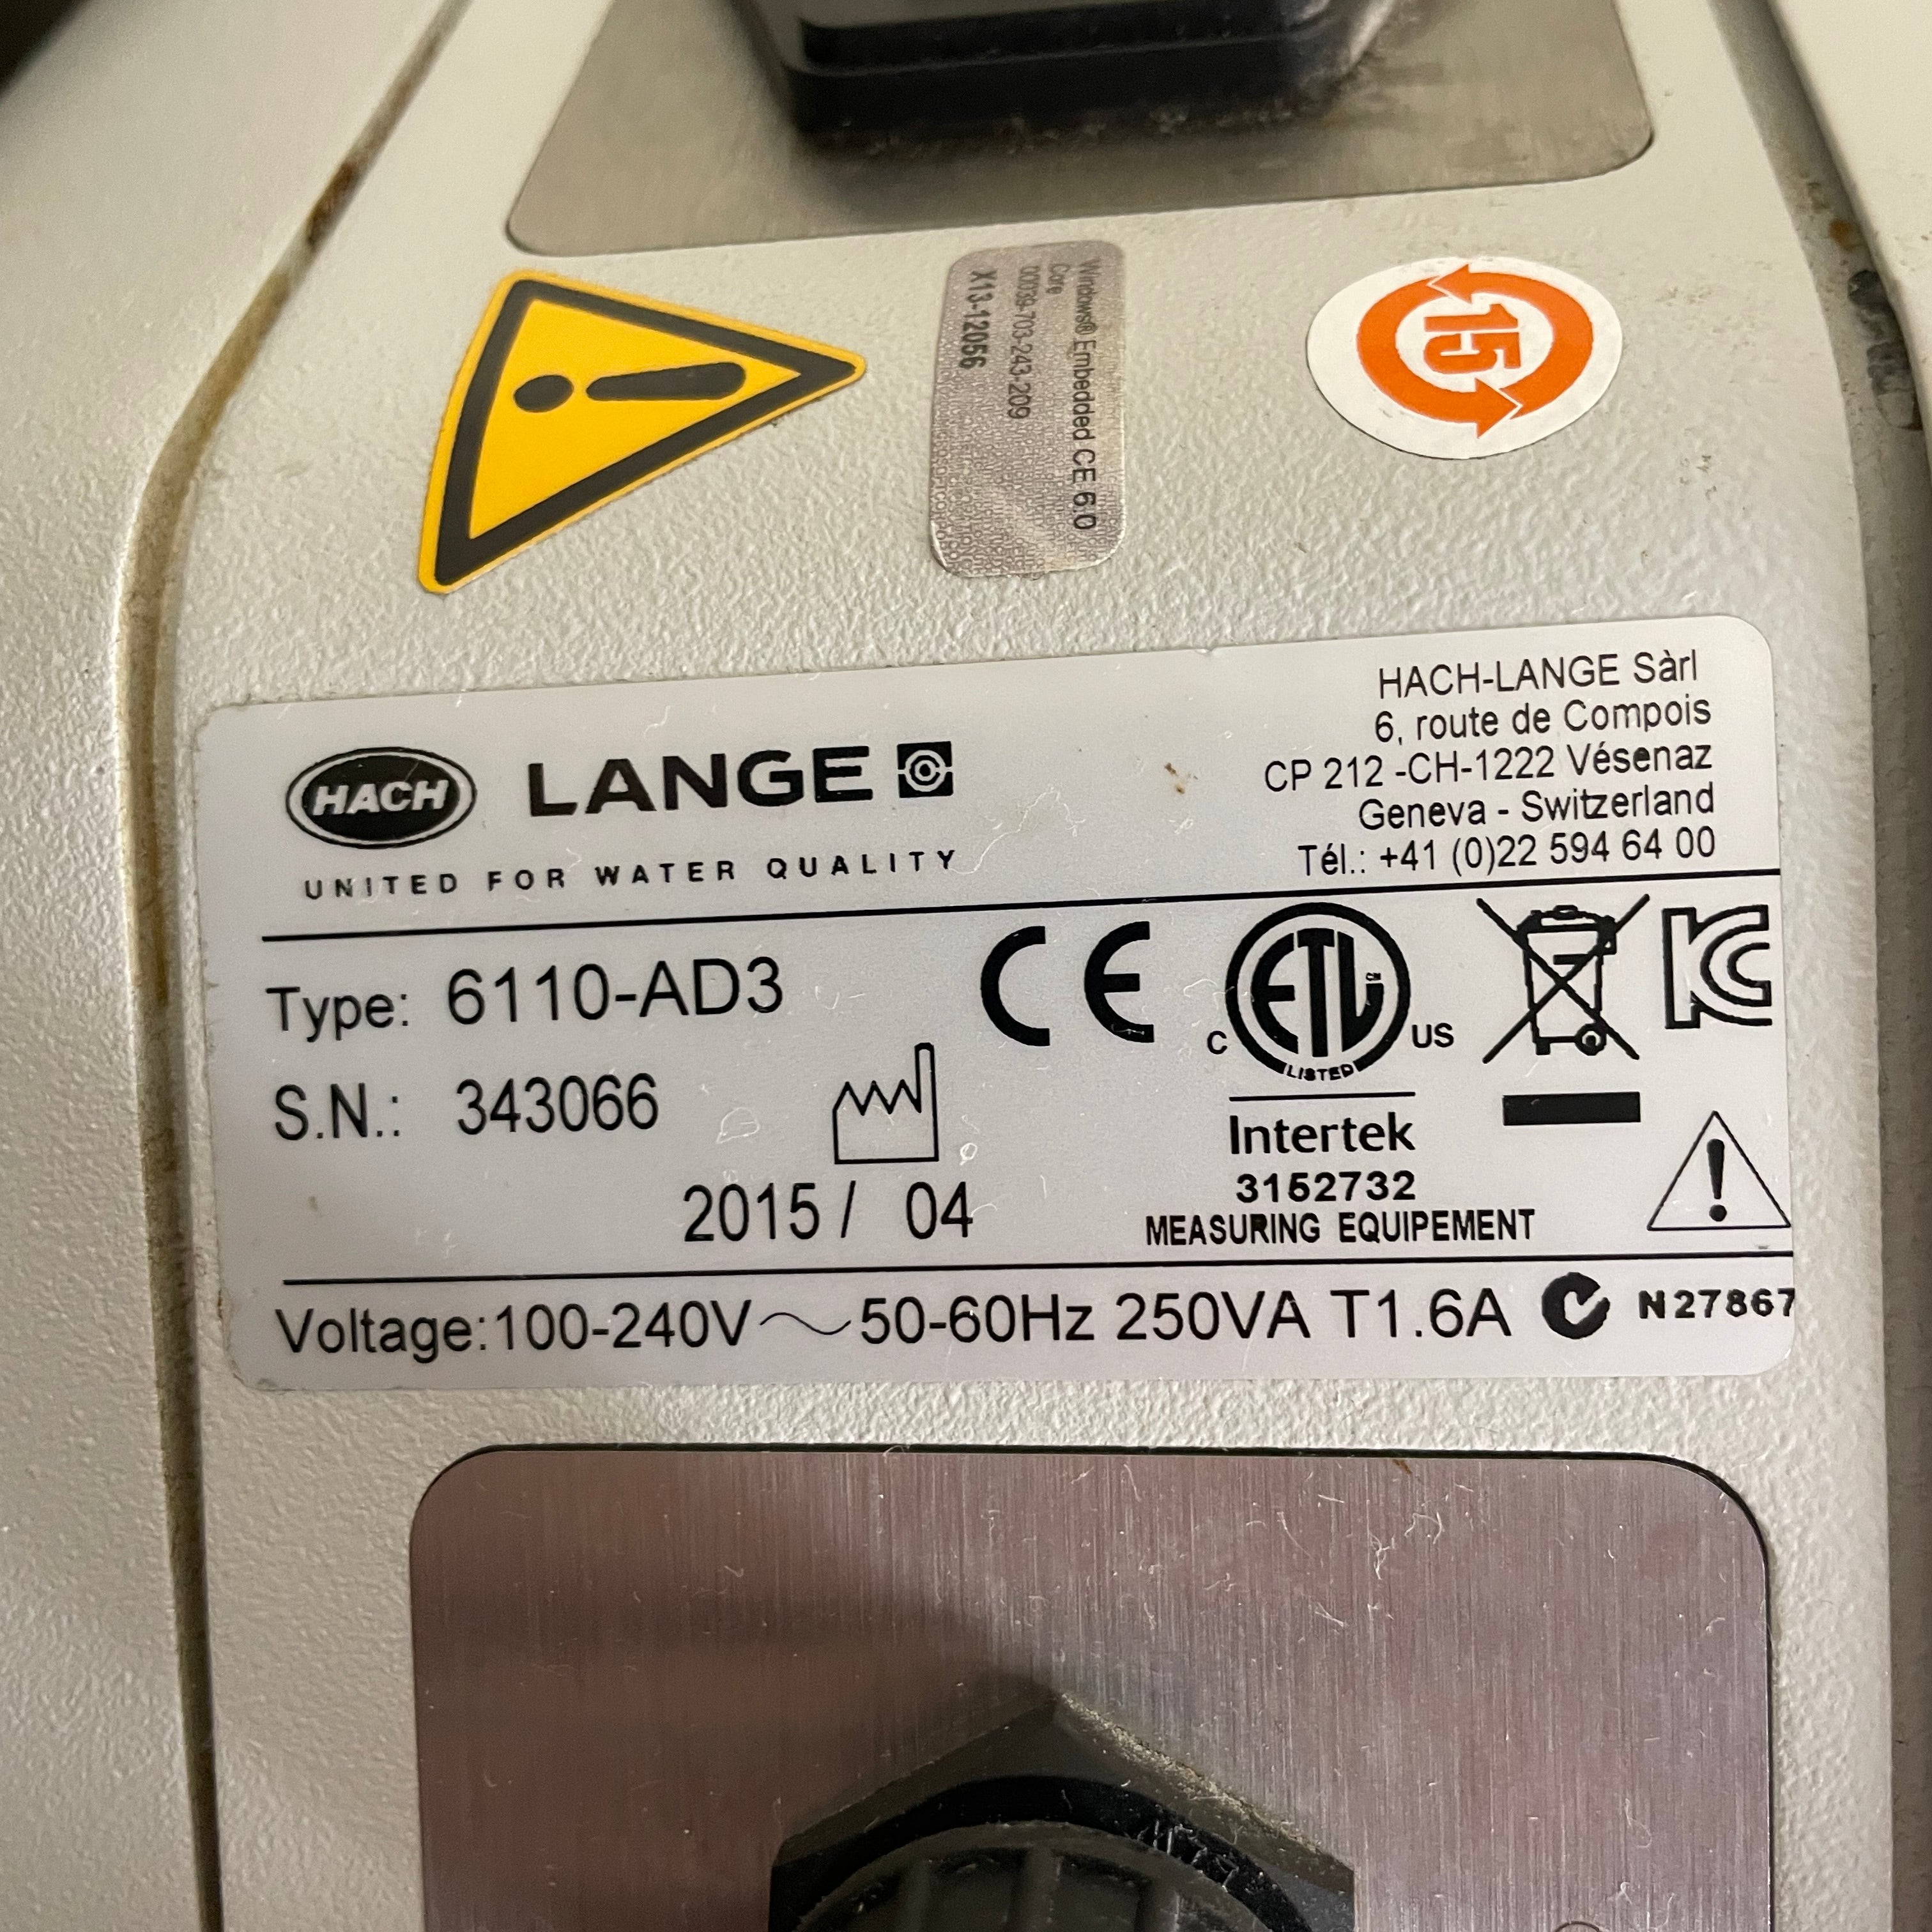 Windows® Embedded CE 6.0
Core
00039-703-243-209
X13-12056
15
HACH LANGE
UNITED FOR WATER QUALITY
HACH-LANGE Sàrl
6, route de Compois
CP 212 -CH-1222 Vésenaz
Geneva - Switzerland
Tél.: +41 (0)22 594 64 00
Type: 6110-AD3
S.N.: 343066
2015 / 04
CE
C ETL US
LISTED
Intertek
3152732
MEASURING EQUIPEMENT
KC
Voltage:100-240V~50-60Hz 250VA T1.6A N27867